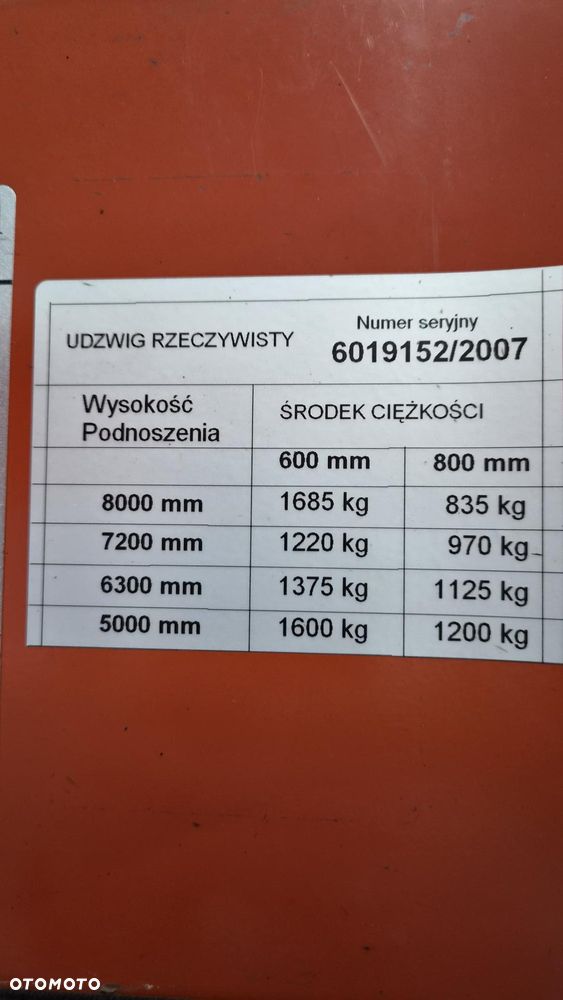 UDZWIG RZECZYWISTY
Numer seryjny
6019152/2007
Wysokość
Podnoszenia
ŚRODEK CIĘŻKOŚCI
600 mm 800 mm
8000 mm 1685 kg 835 kg
7200 mm 1220 kg 970 kg
6300 mm 1375 kg 1125 kg
5000 mm 1600 kg 1200 kg
OTOMOTO